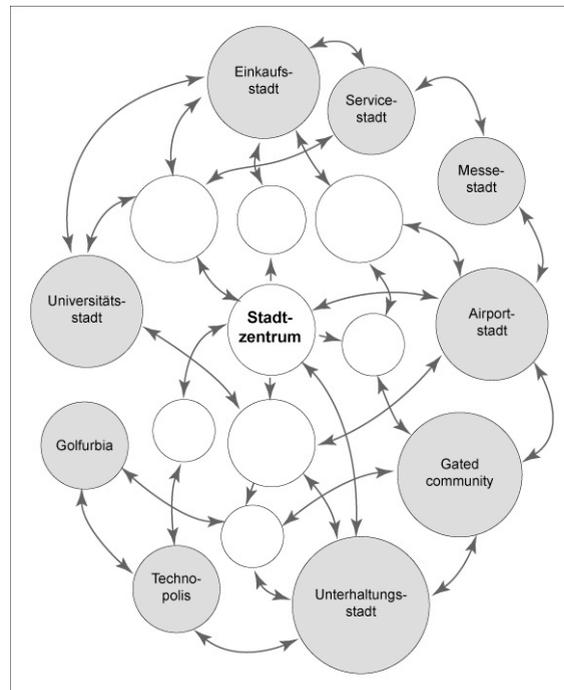 Einkaufs-
stadt
Service-
stadt
Messe-
stadt
Universitäts-
stadt
Stadt-
zentrum
Airport-
stadt
Golfurbia
Gated
community
Techno-
polis
Unterhaltungs-
stadt